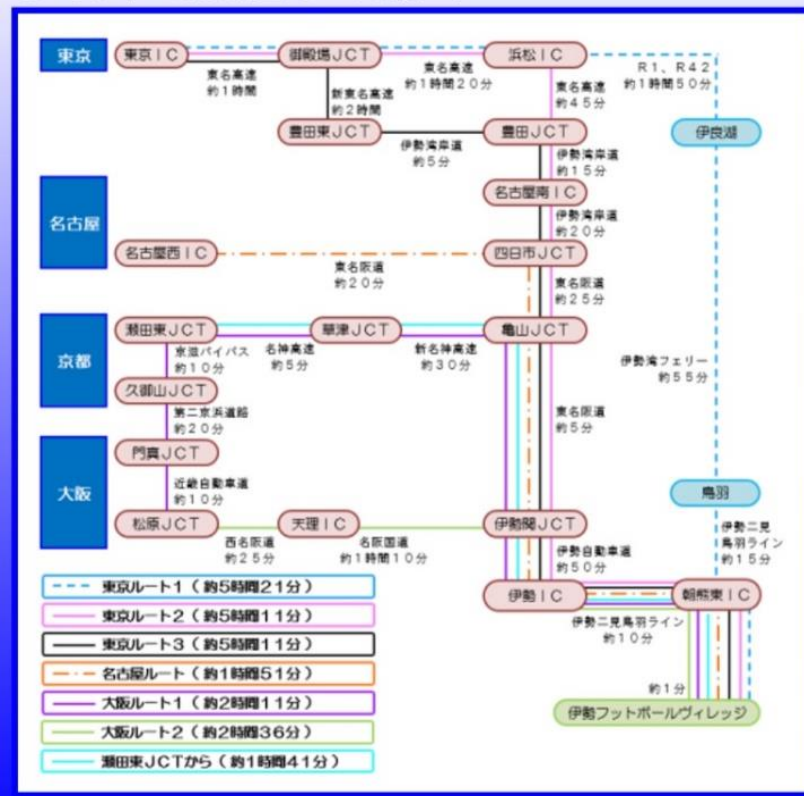 東京
東京IC
御殿場JCT
浜松IC
東名高速
約1時間
新東名高速
約2時間
東名高速
約1時間20分
東名高速
約45分
R1、R42
約1時間50分
豊田東JCT
豊田JCT
伊良湖
伊勢湾岸道
約5分
伊勢湾岸道
約15分
名古屋
名古屋南IC
伊勢湾岸道
約20分
名古屋西IC
四日市JCT
東名阪道
約20分
東名阪道
約25分
京都
瀬田東JCT
草津JCT
亀山JCT
京滋バイパス
約10分
名神高速
約5分
新名神高速
約30分
伊勢湾フェリー
約55分
久御山JCT
第二京浜道路
約20分
東名阪道
約5分
大阪
門真JCT
近畿自動車道
約10分
鳥羽
松原JCT
天理IC
伊勢関JCT
西名阪道
約25分
名阪国道
約1時間10分
伊勢自動車道
約50分
伊勢二見
鳥羽ライン
約15分
伊勢IC
朝熊東IC
伊勢二見鳥羽ライン
約10分
約1分
伊勢フットボールヴィレッジ
東京ルート1(約5時間21分)
東京ルート2(約5時間11分)
東京ルート3(約5時間11分)
名古屋ルート(約1時間51分)
大阪ルート1(約2時間11分)
大阪ルート2(約2時間36分)
瀬田東JCTから(約1時間41分)